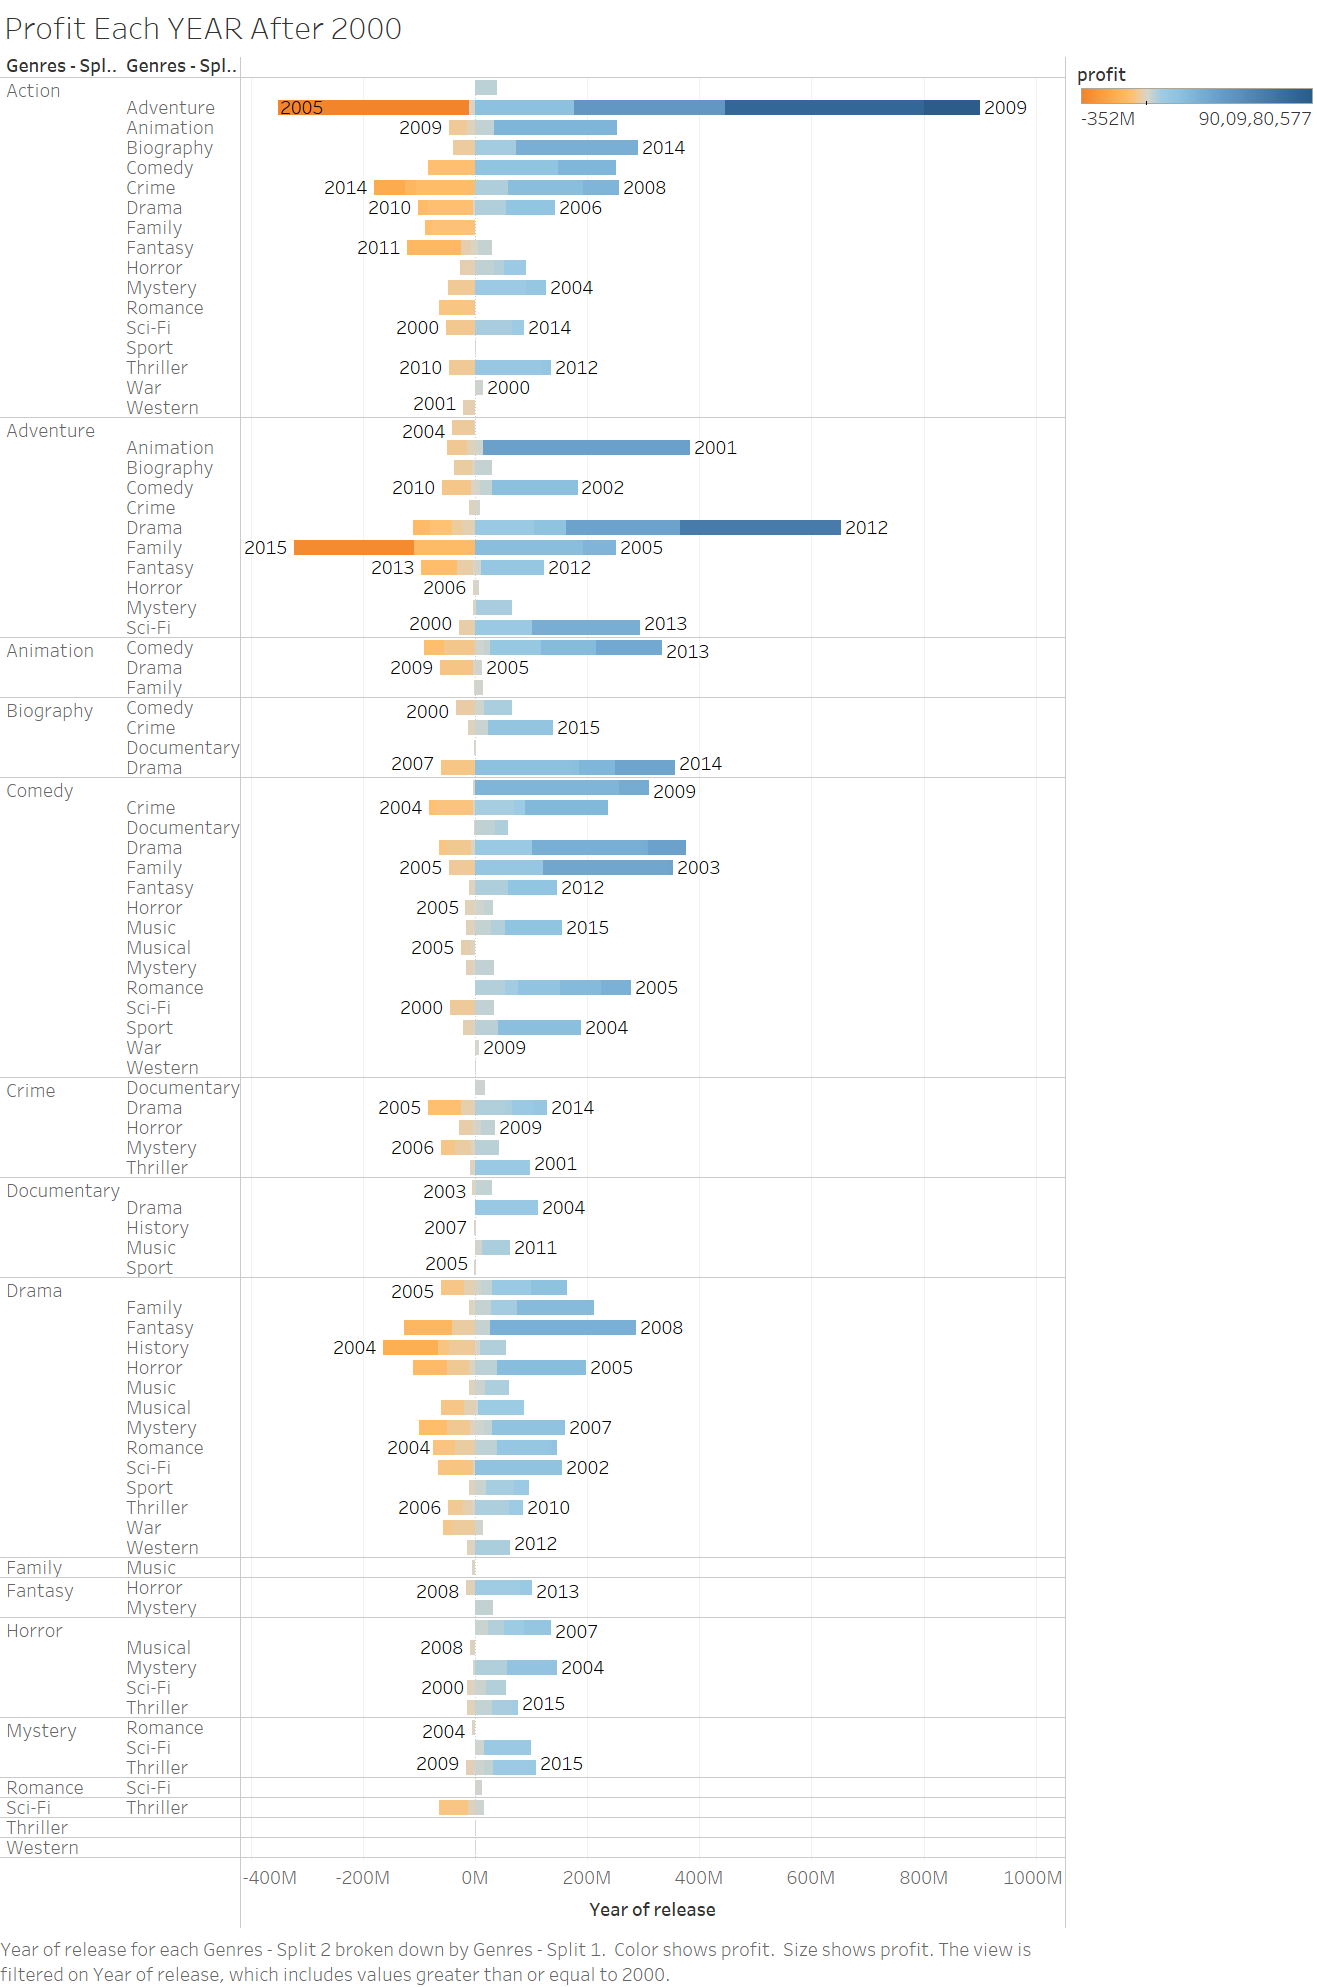 Profit Each YEAR After 2000
Genres - Spl.. Genres - Spl..
profit
-352M 90,09,80,577
Action
Adventure 2005 2009
Animation 2009
Biography 2014
Comedy
Crime 2014 2008
Drama 2010 2006
Family
Fantasy 2011
Horror
Mystery 2004
Romance
Sci-Fi 2000 2014
Sport
Thriller 2010 2012
War 2000
Western 2001
Adventure 2004
Animation 2001
Biography
Comedy 2010 2002
Crime
Drama 2012
Family 2015 2005
Fantasy 2013 2012
Horror 2006
Mystery
Sci-Fi 2000 2013
Animation Comedy 2013
Drama 2009 2005
Family
Biography Comedy 2000
Crime 2015
Documentary
Drama 2007 2014
Comedy 2009
Crime 2004
Documentary
Drama
Family 2005 2003
Fantasy 2012
Horror 2005
Music 2015
Musical 2005
Mystery
Romance 2005
Sci-Fi 2000
Sport 2004
War 2009
Western
Crime Documentary
Drama 2005 2014
Horror 2009
Mystery 2006
Thriller 2001
Documentary 2003
Drama 2004
History 2007
Music 2011
Sport 2005
Drama 2005
Family
Fantasy 2008
History 2004
Horror 2005
Music
Musical
Mystery 2007
Romance 2004
Sci-Fi 2002
Sport
Thriller 2006 2010
War
Western 2012
Family Music
Fantasy Horror 2008 2013
Mystery
Horror 2007
Musical 2008
Mystery 2004
Sci-Fi 2000
Thriller 2015
Mystery Romance 2004
Sci-Fi
Thriller 2009 2015
Romance Sci-Fi
Sci-Fi Thriller
Thriller
Western
-400M -200M 0M 200M 400M 600M 800M 1000M
Year of release
Year of release for each Genres - Split 2 broken down by Genres - Split 1. Color shows profit. Size shows profit. The view is
filtered on Year of release, which includes values greater than or equal to 2000.